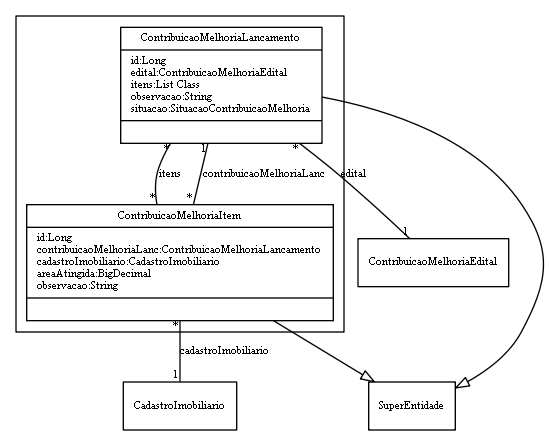 ContribuicaoMelhoriaLancamento
id:Long
edital:ContribuicaoMelhoriaEdital
itens:List Class
observacao:String
situacao:SituacaoContribuicaoMelhoria
* 1 *
itens contribuicaoMelhoriaLanc edital
* * 1
ContribuicaoMelhoriaItem
id:Long
contribuicaoMelhoriaLanc:ContribuicaoMelhoriaLancamento
cadastroImobiliario:CadastroImobiliario
areaAtingida:BigDecimal
observacao:String
ContribuicaoMelhoriaEdital
*
cadastroImobiliario
1
CadastroImobiliario
SuperEntidade